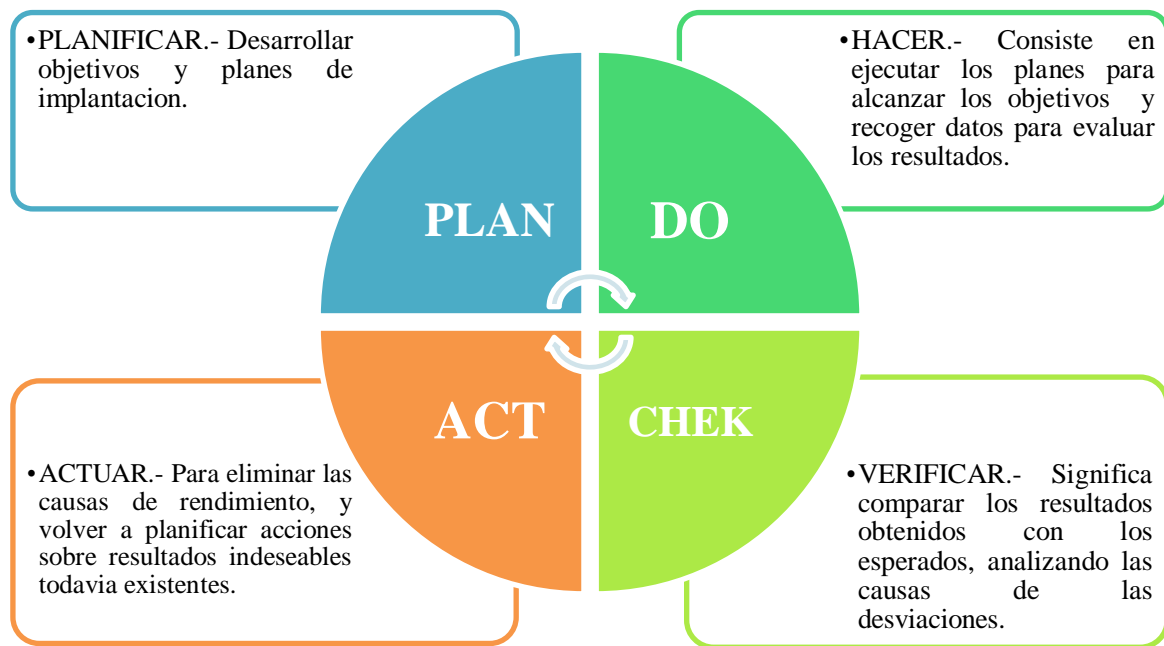 •PLANIFICAR.- Desarrollar
objetivos y planes de
implantacion.
•HACER.- Consiste en
ejecutar los planes para
alcanzar los objetivos y
recoger datos para evaluar
los resultados.
PLAN
DO
ACT
CHEK
•ACTUAR.- Para eliminar las
causas de rendimiento, y
volver a planificar acciones
sobre resultados indeseables
todavia existentes.
•VERIFICAR.- Significa
comparar los resultados
obtenidos con los
esperados, analizando las
causas de las
desviaciones.